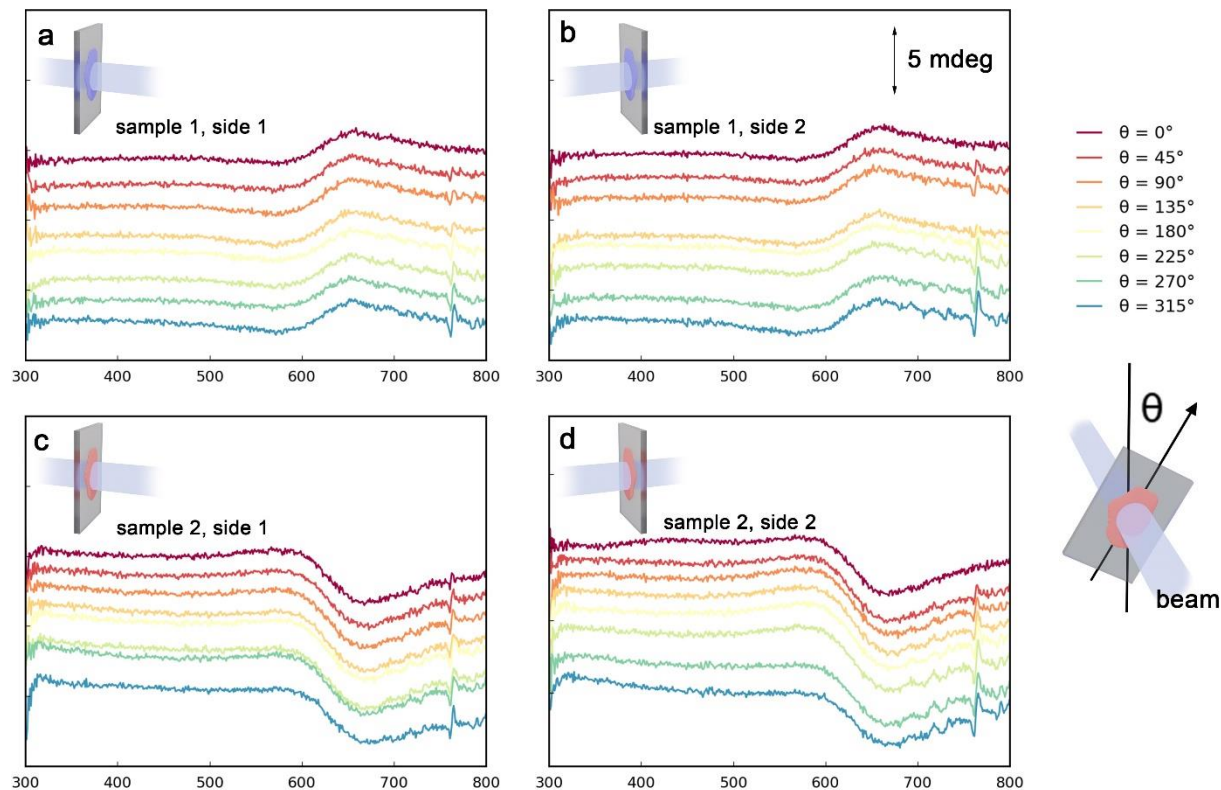 a
sample 1, side 1
300 400 500 600 700 800
b
5 mdeg
sample 1, side 2
300 400 500 600 700 800
c
sample 2, side 1
300 400 500 600 700 800
d
sample 2, side 2
300 400 500 600 700 800
θ = 0°
θ = 45°
θ = 90°
θ = 135°
θ = 180°
θ = 225°
θ = 270°
θ = 315°
θ
beam